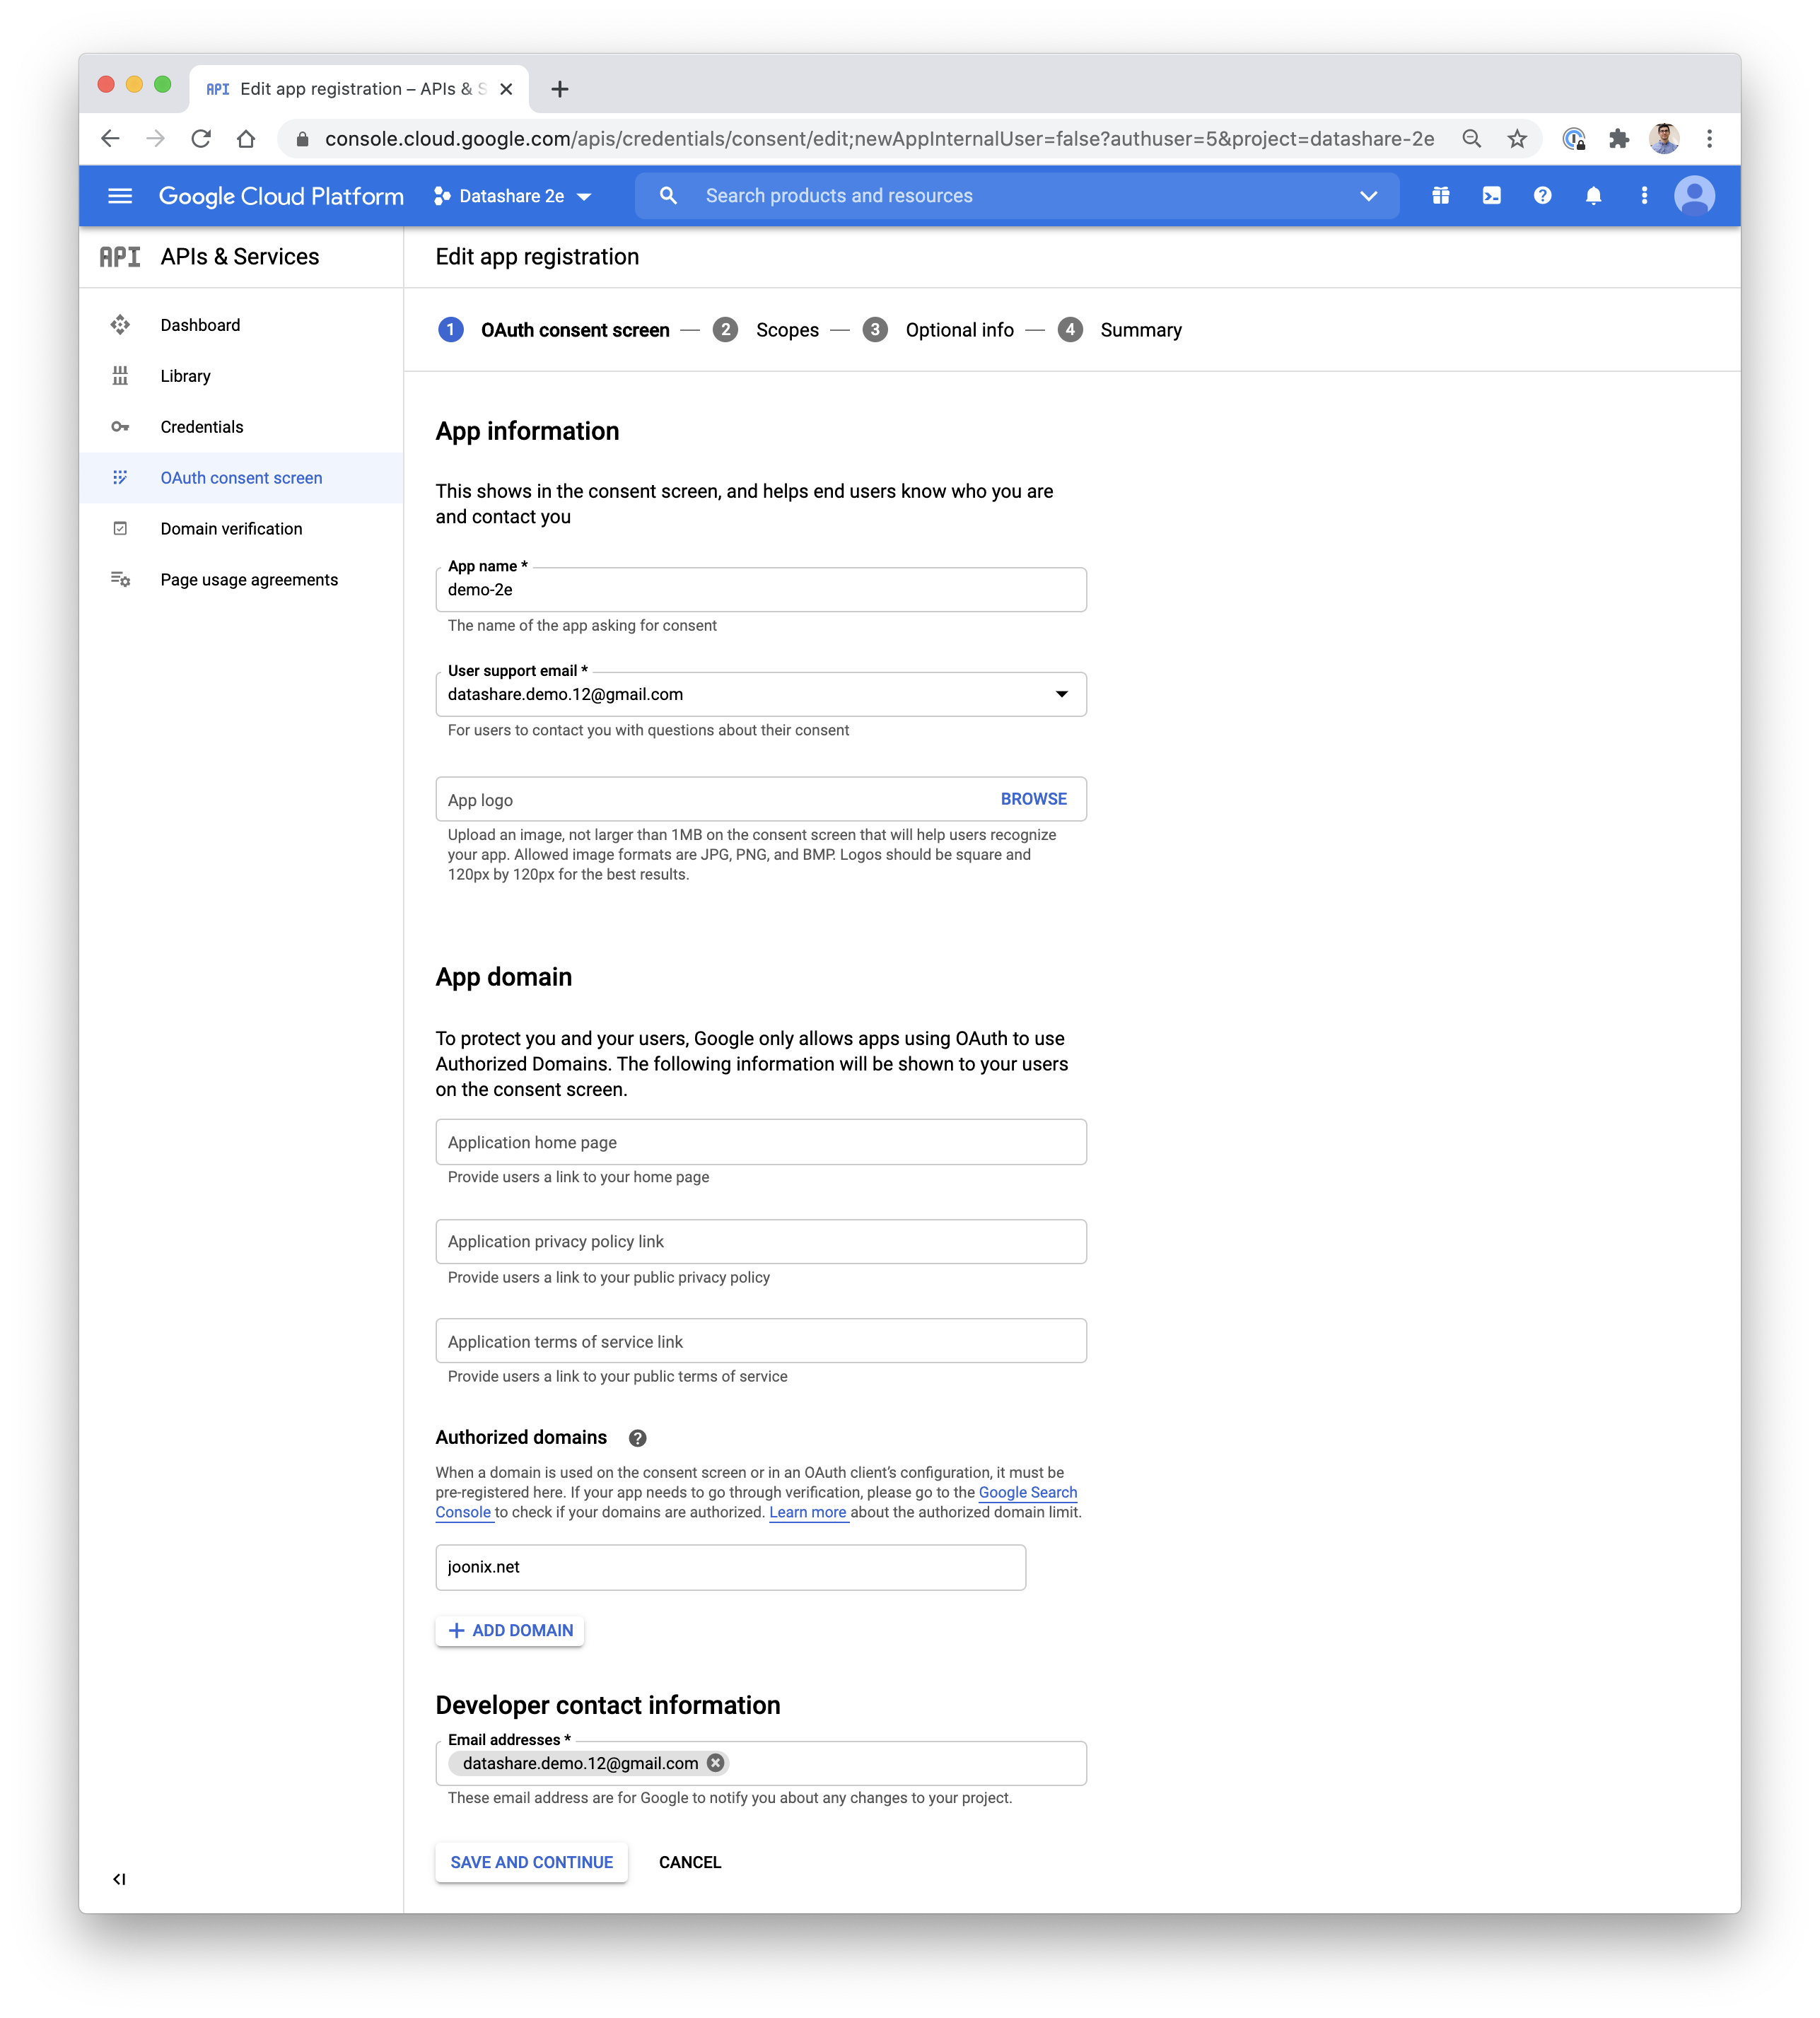 API Edit app registration – APIs & S
console.cloud.google.com/apis/credentials/consent/edit;newAppInternalUser=false?authuser=5&project=datashare-2e
Google Cloud Platform
Datashare 2e
Search products and resources
API APIs & Services
Edit app registration
Dashboard
Library
Credentials
OAuth consent screen
Domain verification
Page usage agreements
1 OAuth consent screen — 2 Scopes — 3 Optional info — 4 Summary
App information
This shows in the consent screen, and helps end users know who you are
and contact you
App name *
demo-2e
The name of the app asking for consent
User support email *
datashare.demo.12@gmail.com
For users to contact you with questions about their consent
App logo
BROWSE
Upload an image, not larger than 1MB on the consent screen that will help users recognize
your app. Allowed image formats are JPG, PNG, and BMP. Logos should be square and
120px by 120px for the best results.
App domain
To protect you and your users, Google only allows apps using OAuth to use
Authorized Domains. The following information will be shown to your users
on the consent screen.
Application home page
Provide users a link to your home page
Application privacy policy link
Provide users a link to your public privacy policy
Application terms of service link
Provide users a link to your public terms of service
Authorized domains ?
When a domain is used on the consent screen or in an OAuth client's configuration, it must be
pre-registered here. If your app needs to go through verification, please go to the Google Search
Console to check if your domains are authorized. Learn more about the authorized domain limit.
joonix.net
+ ADD DOMAIN
Developer contact information
Email addresses *
datashare.demo.12@gmail.com
These email address are for Google to notify you about any changes to your project.
SAVE AND CONTINUE
CANCEL